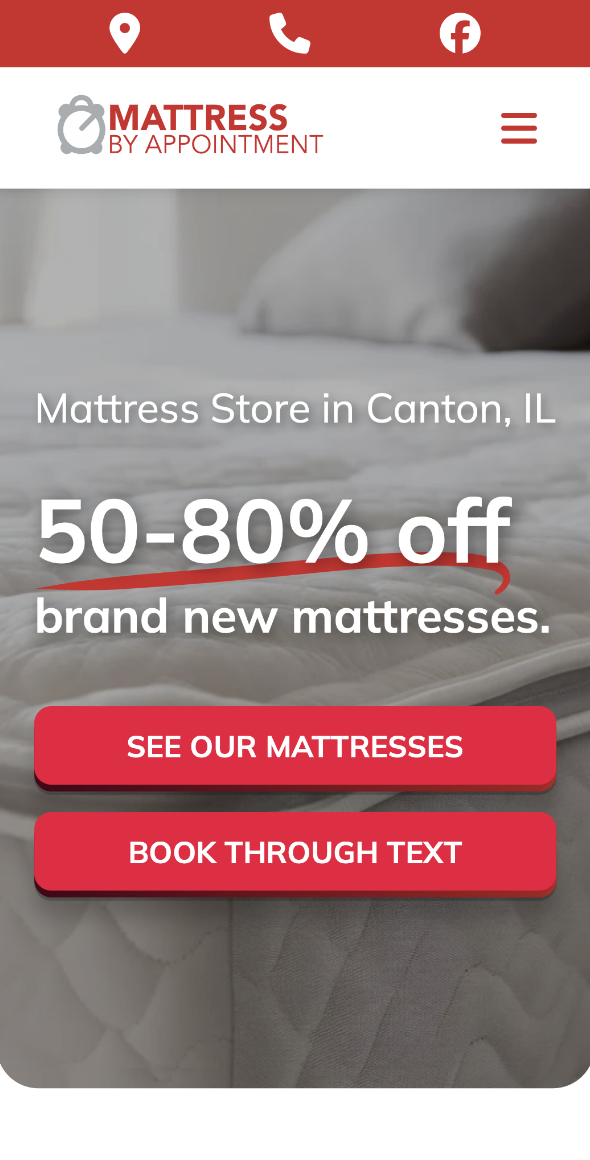 MATTRESS
BY APPOINTMENT
Mattress Store in Canton, IL
50-80% off
brand new mattresses.
SEE OUR MATTRESSES
BOOK THROUGH TEXT